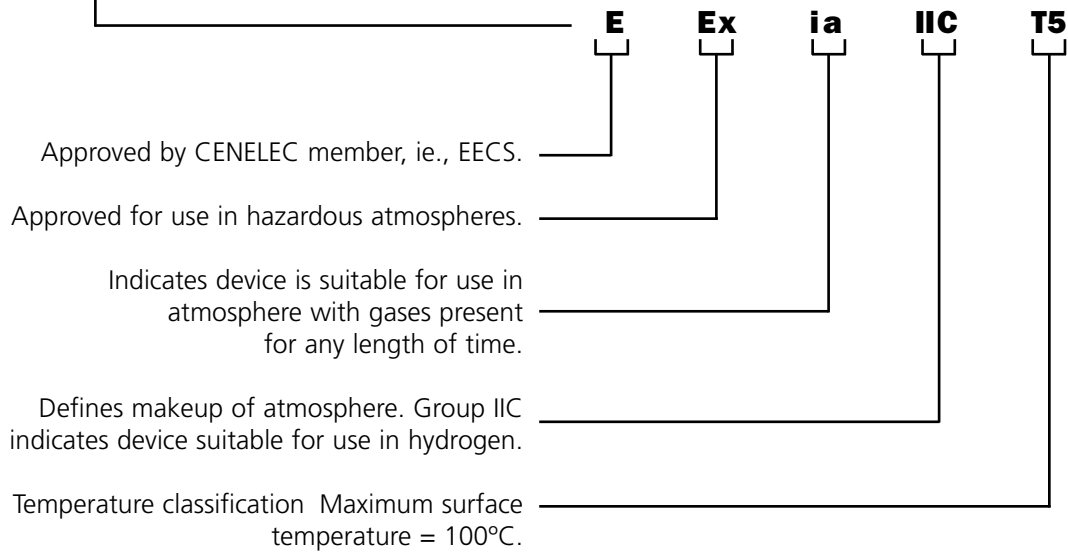 E Ex ia IIC T5
Approved by CENELEC member, ie., EECS.
Approved for use in hazardous atmospheres.
Indicates device is suitable for use in
atmosphere with gases present
for any length of time.
Defines makeup of atmosphere. Group IIC
indicates device suitable for use in hydrogen.
Temperature classification Maximum surface
temperature = 100ºC.